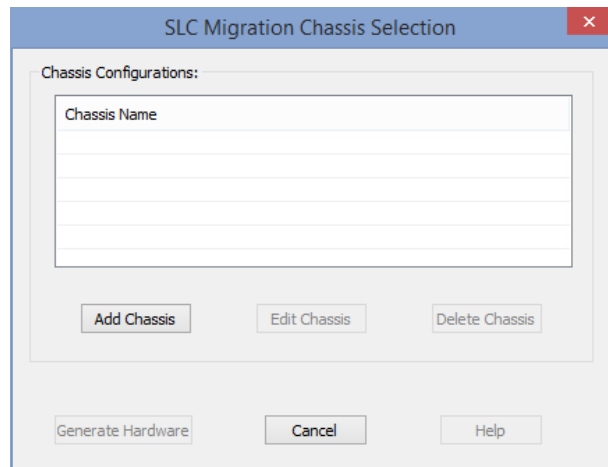 SLC Migration Chassis Selection
Chassis Configurations:
Chassis Name
Add Chassis Edit Chassis Delete Chassis
Generate Hardware Cancel Help